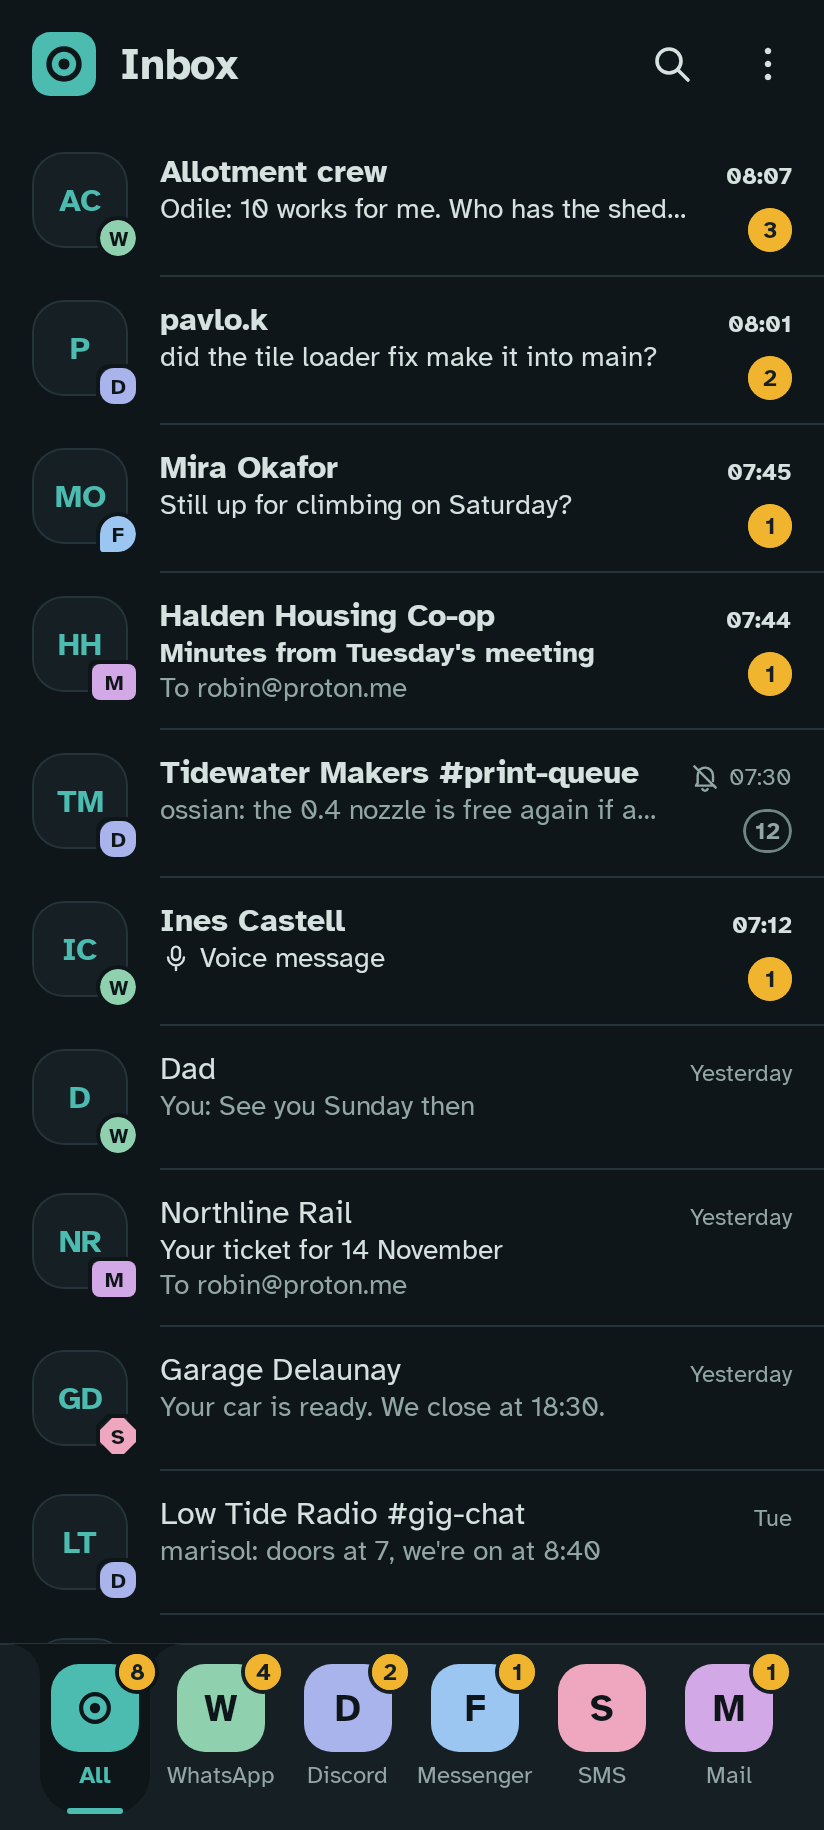 Inbox
AC
W
Allotment crew
08:07
Odile: 10 works for me. Who has the shed...
3
P
D
pavlo.k
08:01
did the tile loader fix make it into main?
2
MO
F
Mira Okafor
07:45
Still up for climbing on Saturday?
1
HH
M
Halden Housing Co-op
07:44
Minutes from Tuesday's meeting
1
To robin@proton.me
TM
D
Tidewater Makers #print-queue
07:30
ossian: the 0.4 nozzle is free again if a...
12
IC
W
Ines Castell
07:12
Voice message
1
D
W
Dad
Yesterday
You: See you Sunday then
NR
M
Northline Rail
Yesterday
Your ticket for 14 November
To robin@proton.me
GD
S
Garage Delaunay
Yesterday
Your car is ready. We close at 18:30.
LT
D
Low Tide Radio #gig-chat
Tue
marisol: doors at 7, we're on at 8:40
8
All
W
4
WhatsApp
D
2
Discord
F
1
Messenger
S
SMS
M
1
Mail